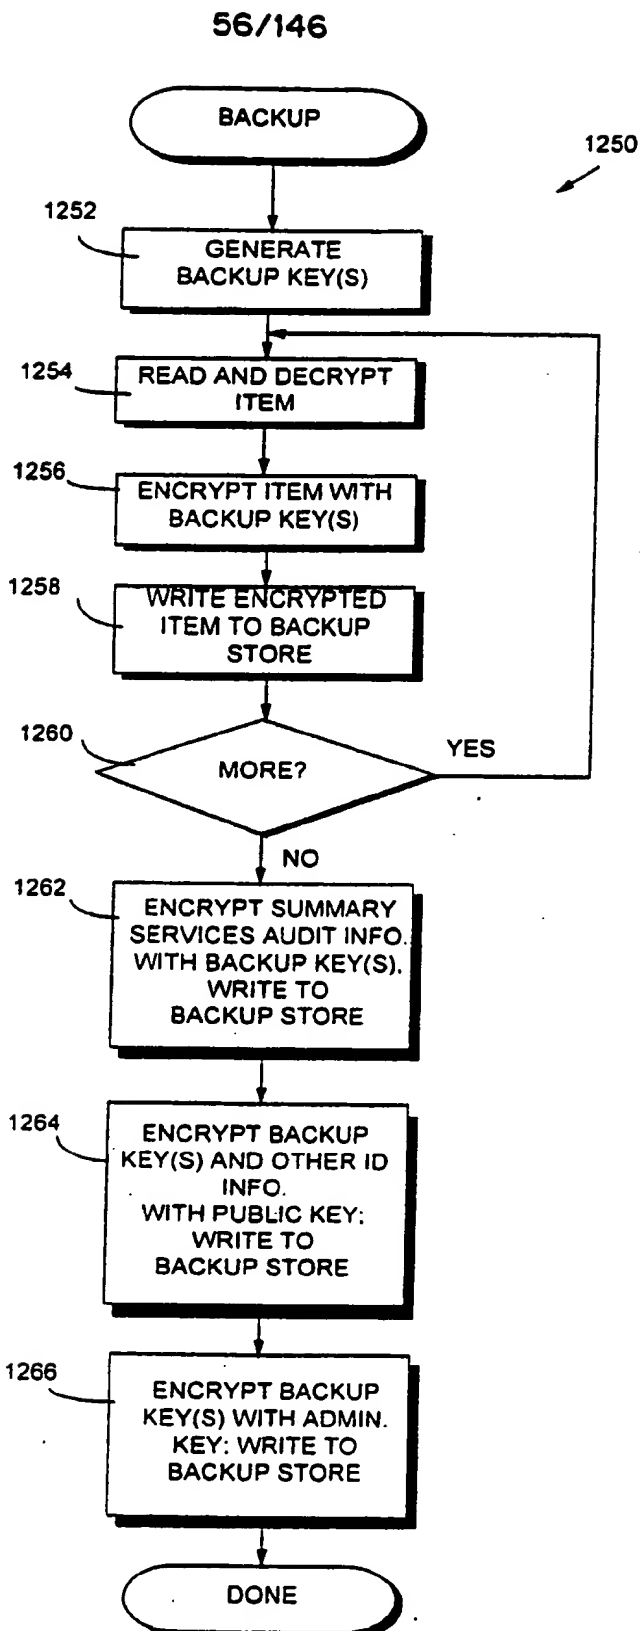 56/146
BACKUP
1250
1252
GENERATE
BACKUP KEY(S)
1254
READ AND DECRYPT
ITEM
1256
ENCRYPT ITEM WITH
BACKUP KEY(S)
1258
WRITE ENCRYPTED
ITEM TO BACKUP
STORE
1260
MORE?
YES
NO
1262
ENCRYPT SUMMARY
SERVICES AUDIT INFO.
WITH BACKUP KEY(S).
WRITE TO
BACKUP STORE
1264
ENCRYPT BACKUP
KEY(S) AND OTHER ID
INFO.
WITH PUBLIC KEY:
WRITE TO
BACKUP STORE
1266
ENCRYPT BACKUP
KEY(S) WITH ADMIN.
KEY: WRITE TO
BACKUP STORE
DONE